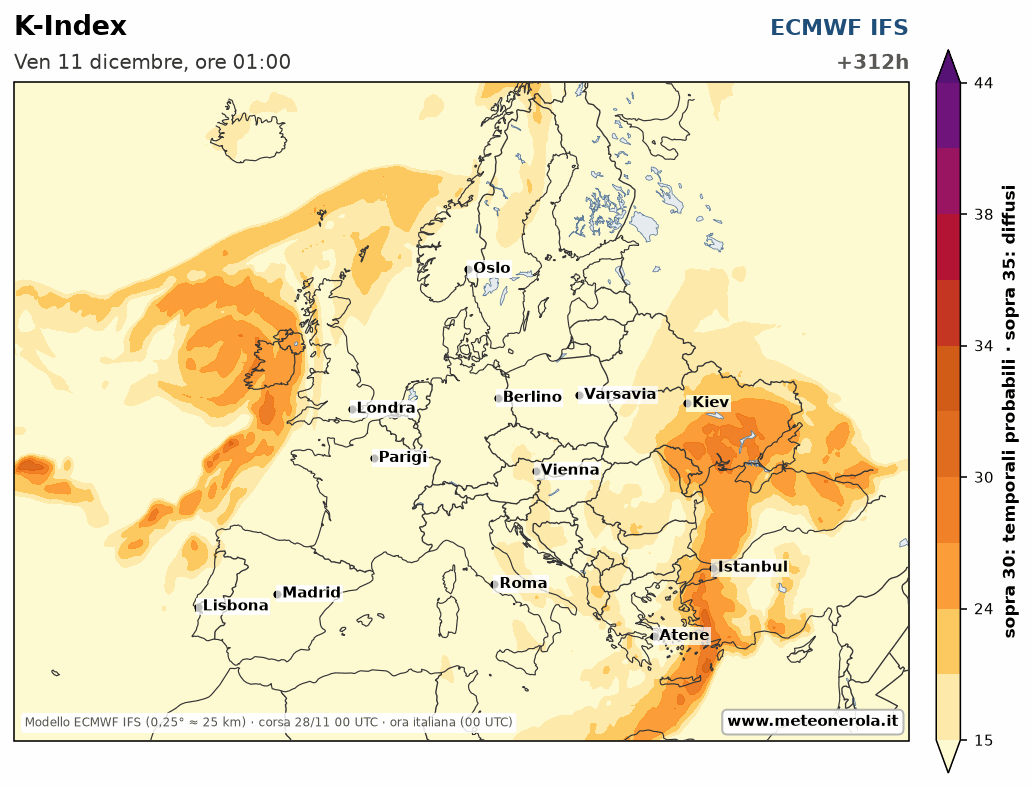 K-Index
ECMWF IFS
Ven 11 dicembre, ore 01:00
+312h
44
38
34
30
24
15
sopra 30: temporali probabili · sopra 35: diffusi
Oslo
Berlino
Varsavia
Kiev
Londra
Parigi
Vienna
Istanbul
Roma
Madrid
Lisbona
Atene
Modello ECMWF IFS (0,25° ≈ 25 km) · corsa 28/11 00 UTC · ora italiana (00 UTC)
www.meteonerola.it